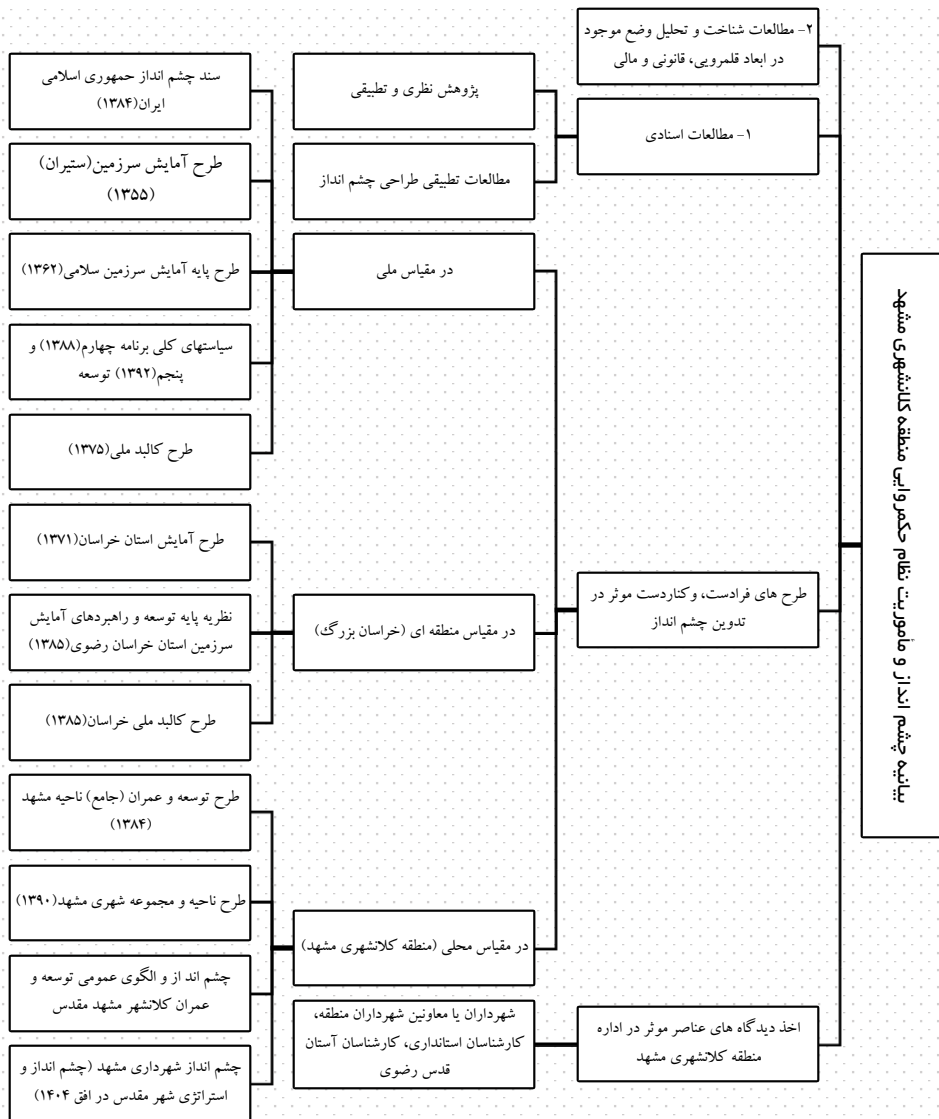 بیانیه چشم انداز و مأموریت نظام حکمروایی منطقه کلانشهری مشهد
۲- مطالعات شناخت و تحلیل وضع موجود
در ابعاد قلمرویی، قانونی و مالی
۱- مطالعات اسنادی
پژوهش نظری و تطبیقی
مطالعات تطبیقی طراحی چشم انداز
طرح های فرادست، وکناردست موثر در
تدوین چشم انداز
در مقیاس ملی
سند چشم انداز جمهوری اسلامی
ایران(۱۳۸۴)
طرح آمایش سرزمین(ستیران)
(۱۳۵۵)
طرح پایه آمایش سرزمین سلامی(۱۳۶۲)
سیاستهای کلی برنامه چهارم(۱۳۸۸) و
پنجم(۱۳۹۲) توسعه
طرح کالبد ملی(۱۳۷۵)
در مقیاس منطقه ای (خراسان بزرگ)
طرح آمایش استان خراسان(۱۳۷۱)
نظریه پایه توسعه و راهبردهای آمایش
سرزمین استان خراسان رضوی(۱۳۸۵)
طرح کالبد ملی خراسان(۱۳۸۵)
در مقیاس محلی (منطقه کلانشهری مشهد)
طرح توسعه و عمران (جامع) ناحیه مشهد
(۱۳۸۴)
طرح ناحیه و مجموعه شهری مشهد(۱۳۹۰)
چشم اند از و الگوی عمومی توسعه و
عمران کلانشهر مشهد مقدس
چشم انداز شهرداری مشهد (چشم انداز و
استراتژی شهر مقدس در افق ۱۴۰۴)
اخذ دیدگاه های عناصر موثر در اداره
منطقه کلانشهری مشهد
شهرداران یا معاونین شهرداران منطقه،
کارشناسان استانداری، کارشناسان آستان
قدس رضوی